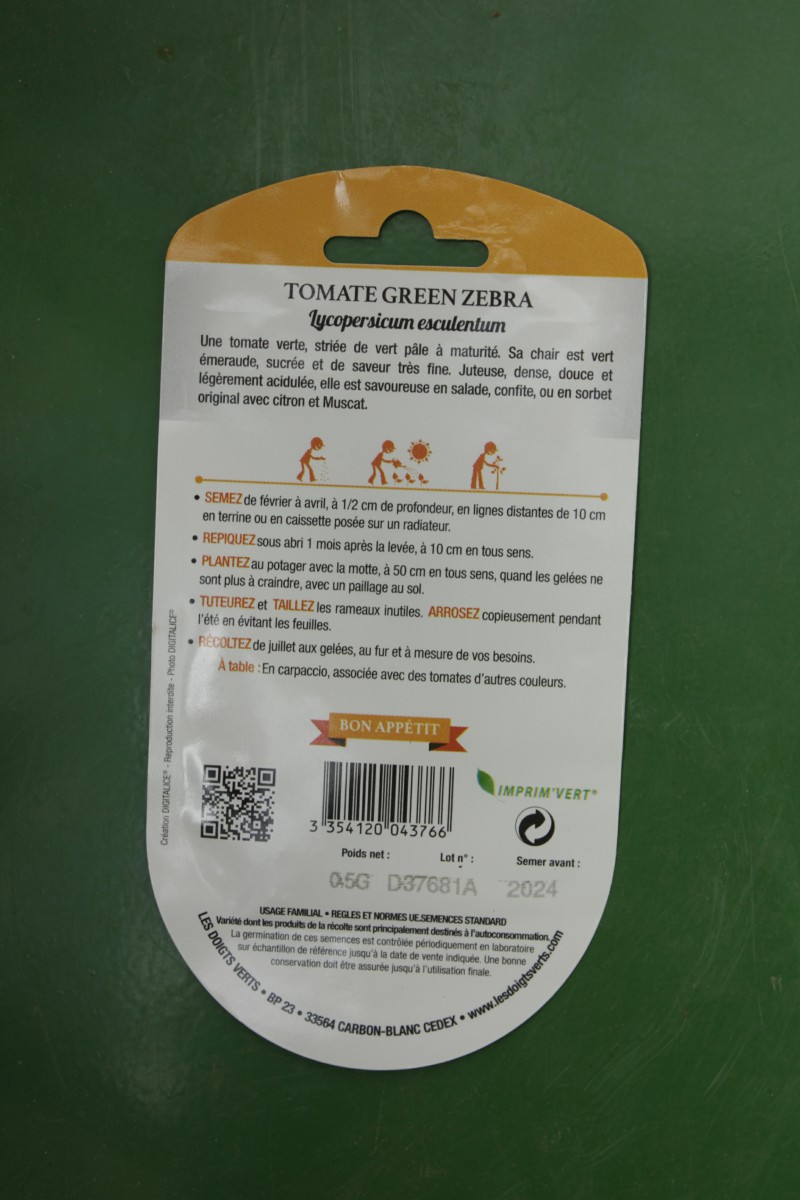 TOMATE GREEN ZEBRA
Lycopersicum esculentum
Une tomate verte, striée de vert pâle à maturité. Sa chair est vert
émeraude, sucrée et de saveur très fine. Juteuse, dense, douce et
légèrement acidulée, elle est savoureuse en salade, confite, ou en sorbet
original avec citron et Muscat.
• SEMEZ de février à avril, à 1/2 cm de profondeur, en lignes distantes de 10 cm
en terrine ou en caissette posée sur un radiateur.
• REPIQUEZ sous abri 1 mois après la levée, à 10 cm en tous sens.
• PLANTEZ au potager avec la motte, à 50 cm en tous sens, quand les gelées ne
sont plus à craindre, avec un paillage au sol.
• TUTEUREZ et TAILLEZ les rameaux inutiles. ARROSEZ copieusement pendant
l'été en évitant les feuilles.
• RÉCOLTEZ de juillet aux gelées, au fur et à mesure de vos besoins.
À table : En carpaccio, associée avec des tomates d'autres couleurs.
Création DIGITALICE® - Reproduction interdite - Photo DIGITALICE®
BON APPÉTIT
IMPRIM'VERT®
3 354120 043766
Poids net : Lot n° : Semer avant :
0.5G D37681A 2024
USAGE FAMILIAL • REGLES ET NORMES UE.SEMENCES STANDARD
Variété dont les produits de la récolte sont principalement destinés à l'autoconsommation.
La germination de ces semences est contrôlée périodiquement en laboratoire
sur échantillon de référence jusqu'à la date de vente indiquée. Une bonne
conservation doit être assurée jusqu'à l'utilisation finale.
LES DOIGTS VERTS • BP 23 • 33564 CARBON-BLANC CEDEX • www.lesdoigtsverts.com